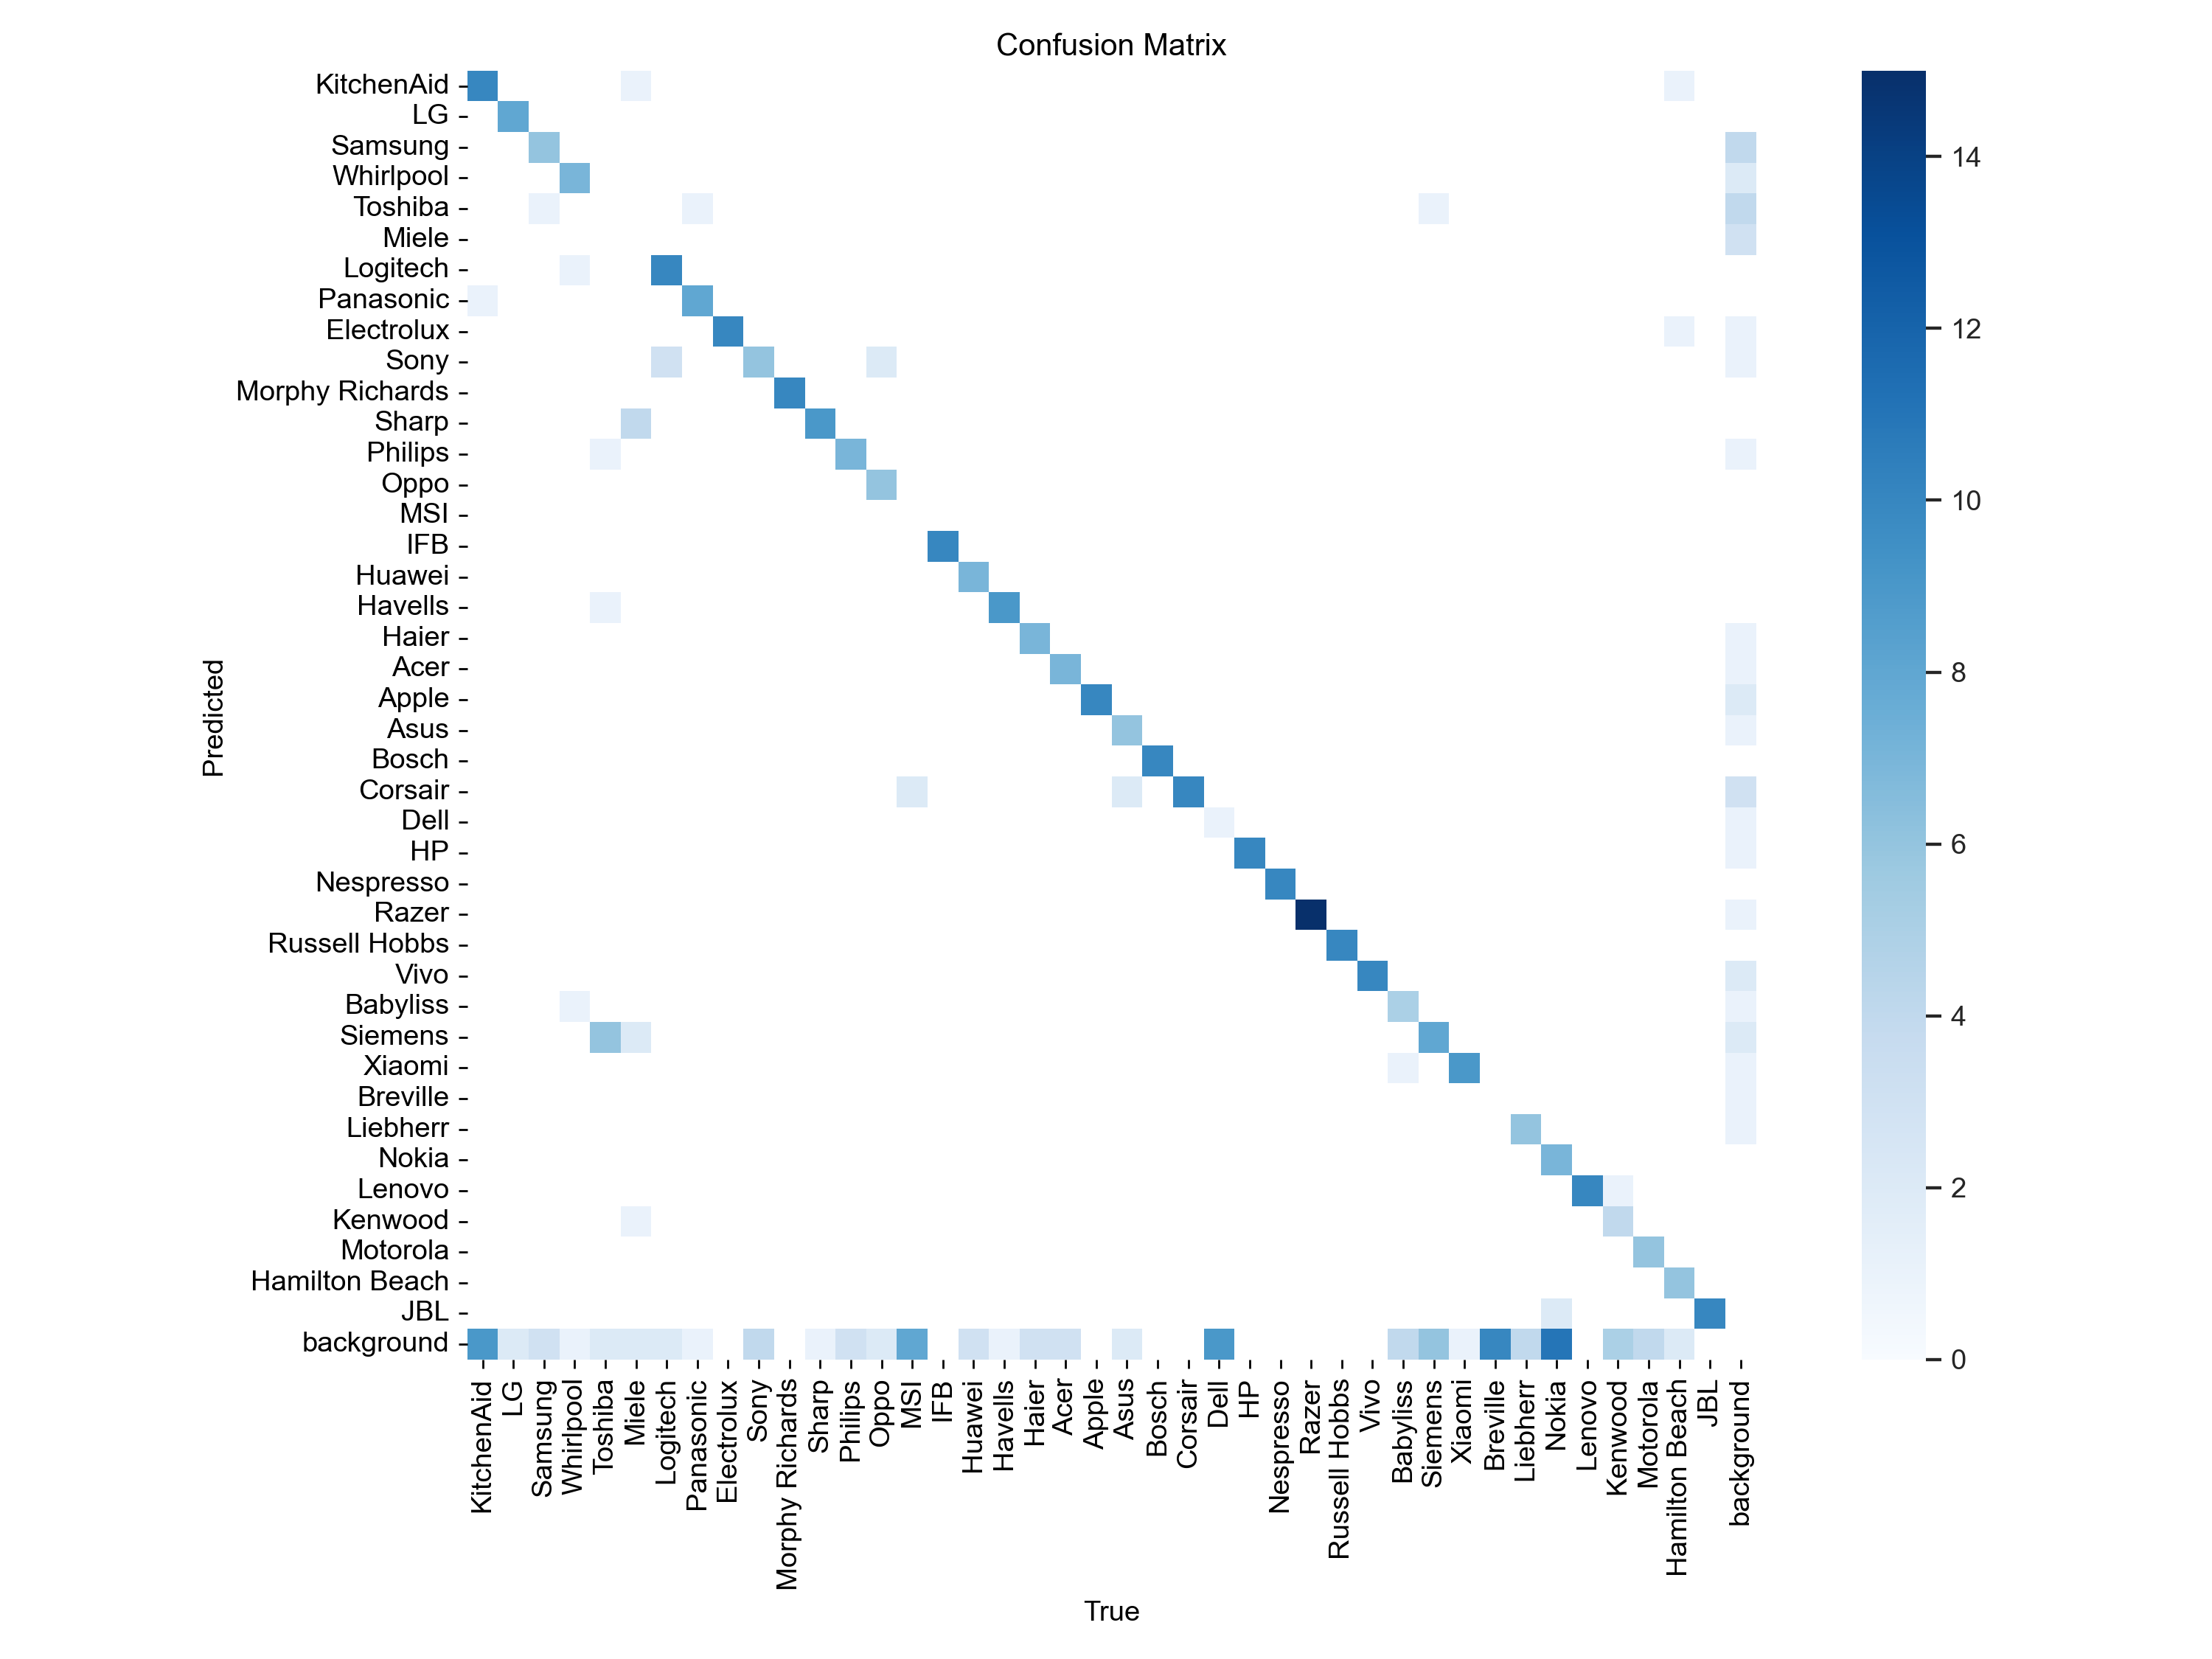 Confusion Matrix
KitchenAid
LG
Samsung
Whirlpool
Toshiba
Miele
Logitech
Panasonic
Electrolux
Sony
Morphy Richards
Sharp
Philips
Oppo
MSI
IFB
Huawei
Havells
Haier
Acer
Apple
Asus
Bosch
Corsair
Dell
HP
Nespresso
Razer
Russell Hobbs
Vivo
Babyliss
Siemens
Xiaomi
Breville
Liebherr
Nokia
Lenovo
Kenwood
Motorola
Hamilton Beach
JBL
background
Predicted
KitchenAid
LG
Samsung
Whirlpool
Toshiba
Miele
Logitech
Panasonic
Electrolux
Sony
Morphy Richards
Sharp
Philips
Oppo
MSI
IFB
Huawei
Havells
Haier
Acer
Apple
Asus
Bosch
Corsair
Dell
HP
Nespresso
Razer
Russell Hobbs
Vivo
Babyliss
Siemens
Xiaomi
Breville
Liebherr
Nokia
Lenovo
Kenwood
Motorola
Hamilton Beach
JBL
background
True
14
12
10
8
6
4
2
0